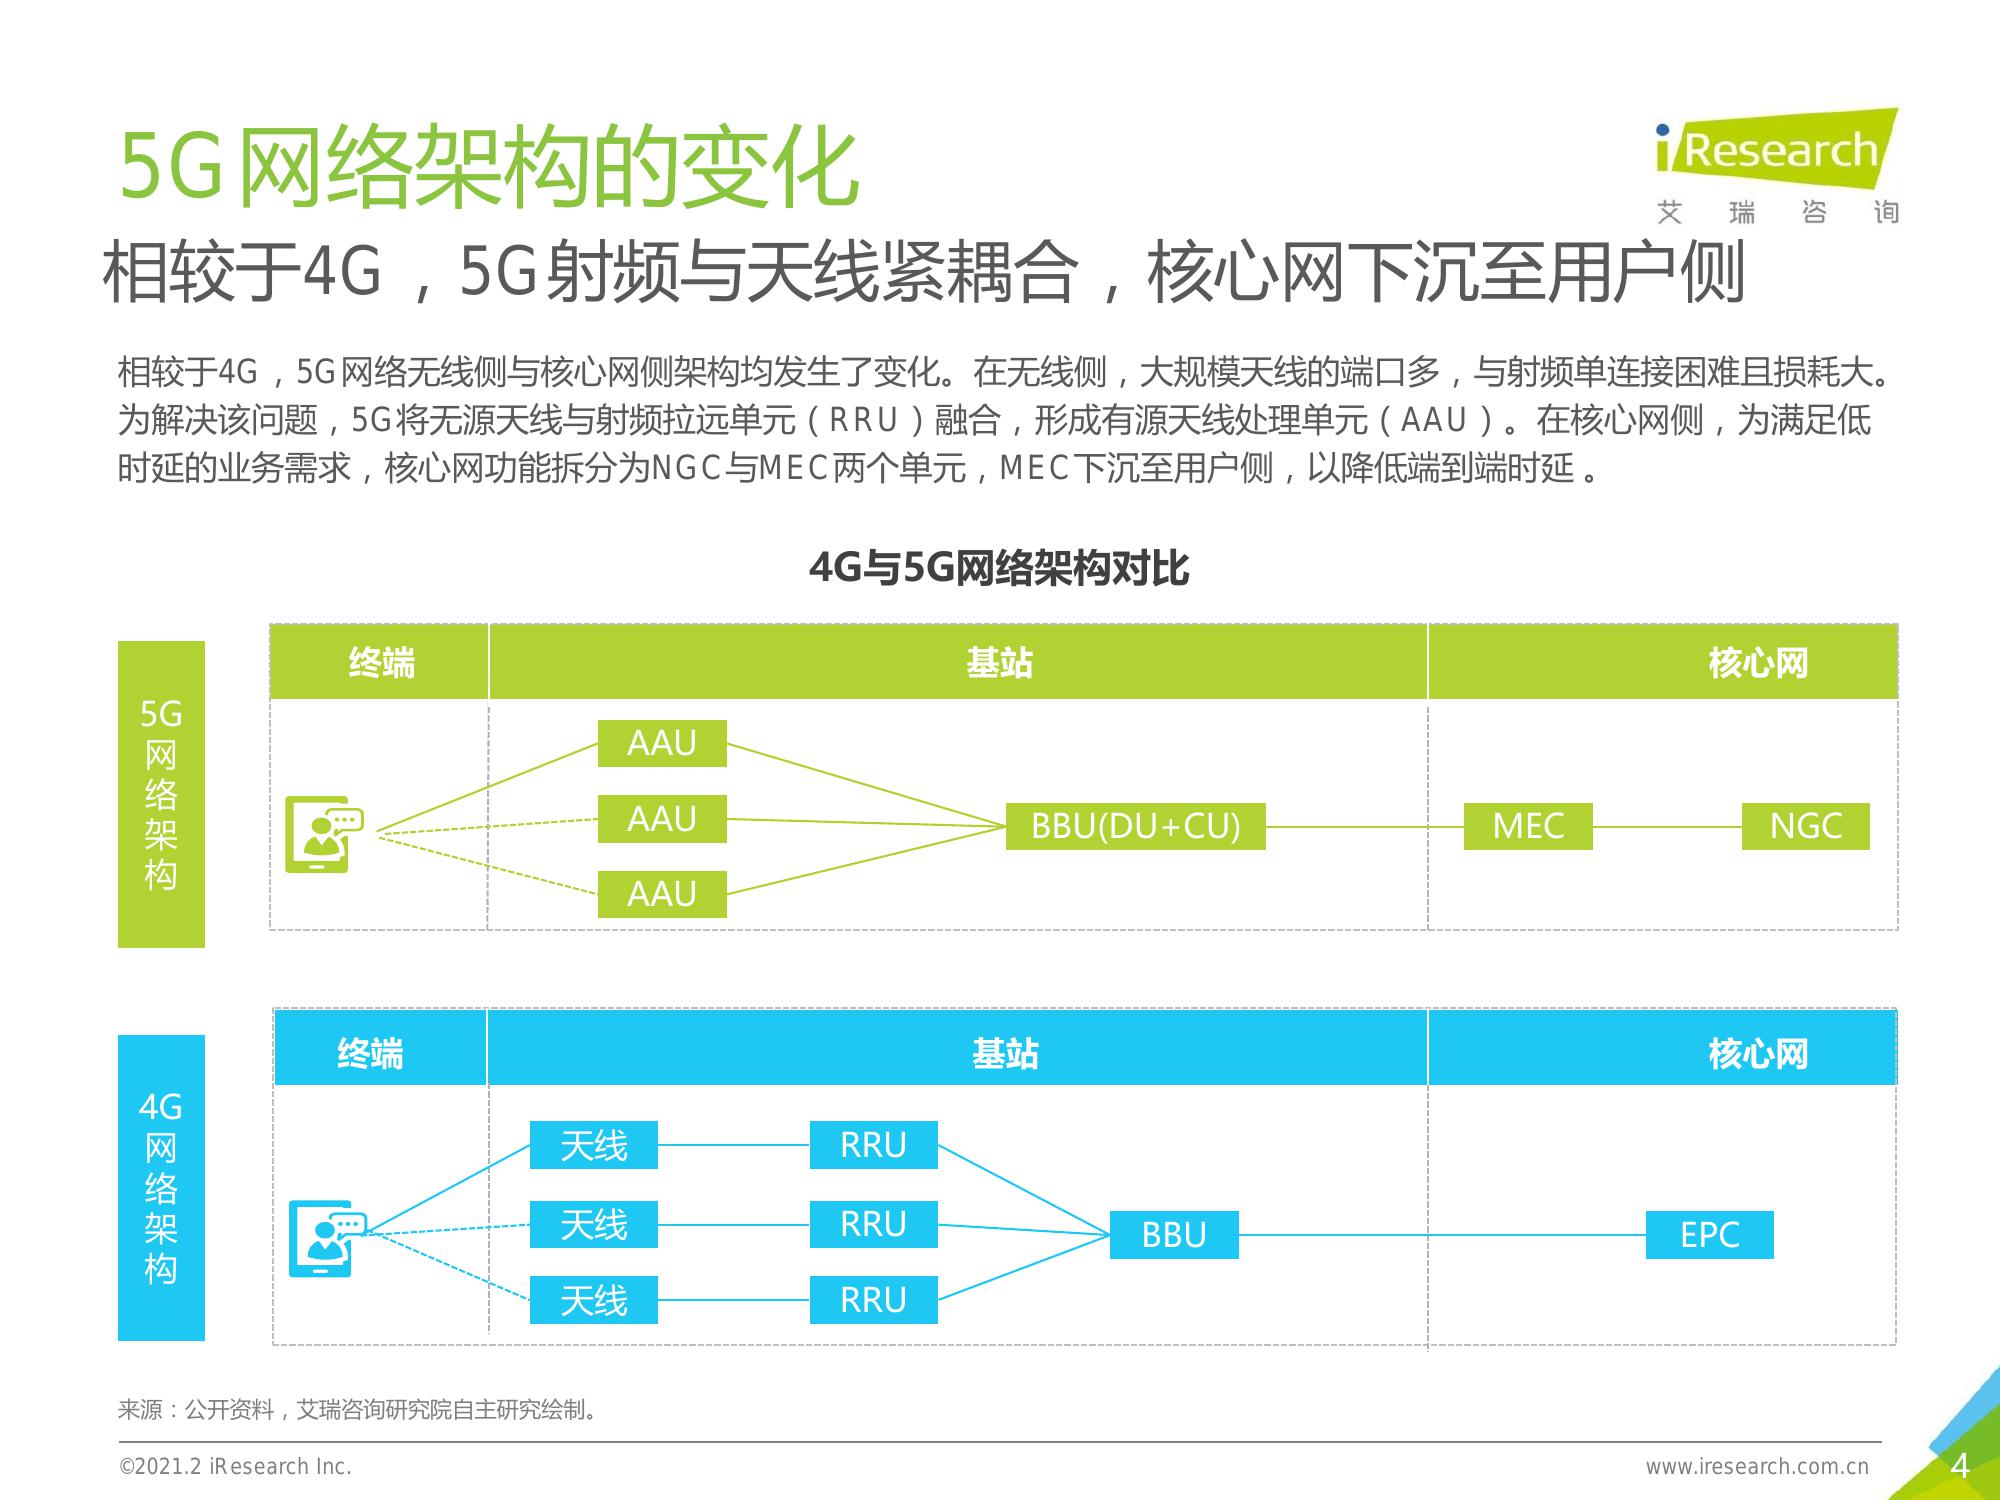 5G网络架构的变化
iResearch
艾瑞咨询
相较于4G，5G射频与天线紧耦合，核心网下沉至用户侧
相较于4G，5G网络无线侧与核心网侧架构均发生了变化。在无线侧，大规模天线的端口多，与射频单连接困难且损耗大。
为解决该问题，5G将无源天线与射频拉远单元（RRU）融合，形成有源天线处理单元（AAU）。在核心网侧，为满足低
时延的业务需求，核心网功能拆分为NGC与MEC两个单元，MEC下沉至用户侧，以降低端到端时延。
4G与5G网络架构对比
5G网络架构
终端
基站
核心网
AAU
AAU
AAU
BBU(DU+CU)
MEC
NGC
4G网络架构
终端
基站
核心网
天线
RRU
天线
RRU
天线
RRU
BBU
EPC
来源：公开资料，艾瑞咨询研究院自主研究绘制。
©2021.2 iResearch Inc.
www.iresearch.com.cn
4